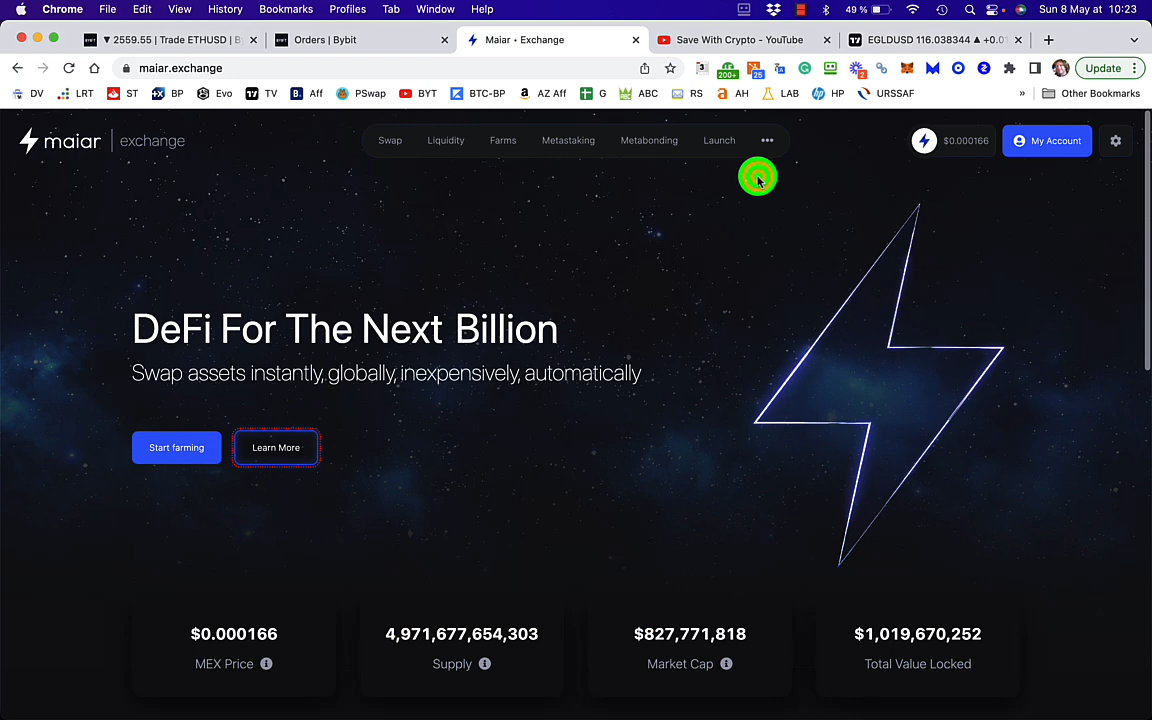 Chrome File Edit View History Bookmarks Profiles Tab Window Help 49 % Sun 8 May at 10:23
▼ 2559.55 | Trade ETHUSD | B Orders | Bybit Maiar • Exchange Save With Crypto - YouTube EGLDUSD 116.038344 ▲ +0.0
maiar.exchange 200+ 25 2 Update
DV LRT ST BP Evo TV Aff PSwap BYT BTC-BP AZ Aff G ABC RS AH LAB HP URSSAF » Other Bookmarks
maiar | exchange Swap Liquidity Farms Metastaking Metabonding Launch ••• $0.000166 My Account
DeFi For The Next Billion
Swap assets instantly, globally, inexpensively, automatically
Start farming Learn More
$0.000166 4,971,677,654,303 $827,771,818 $1,019,670,252
MEX Price Supply Market Cap Total Value Locked